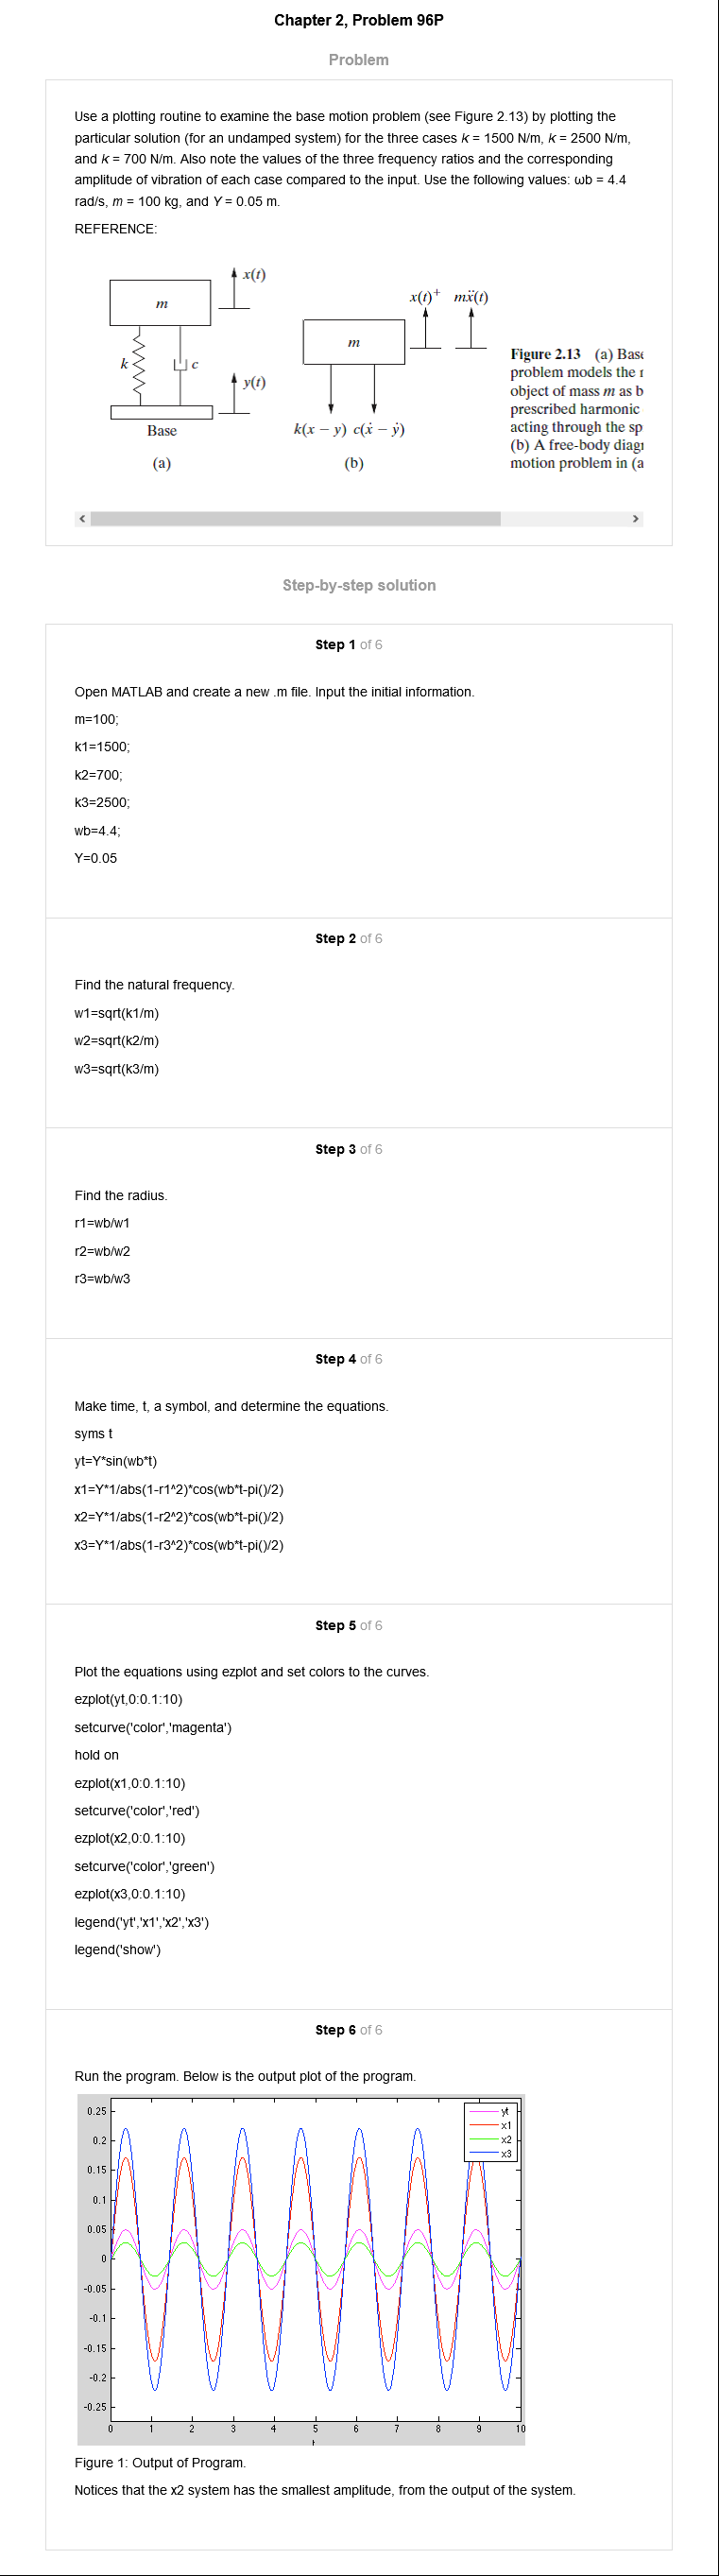 Chapter 2, Problem 96P
Problem
Use a plotting routine to examine the base motion problem (see Figure 2.13) by plotting the
particular solution (for an undamped system) for the three cases k = 1500 N/m, k = 2500 N/m,
and k = 700 N/m. Also note the values of the three frequency ratios and the corresponding
amplitude of vibration of each case compared to the input. Use the following values: ωb = 4.4
rad/s, m = 100 kg, and Y = 0.05 m.
REFERENCE:
x(t)
m
k
c
y(t)
Base
(a)
x(t)⁺ mẍ(t)
m
k(x − y) c(ẋ − ẏ)
(b)
Figure 2.13 (a) Base
problem models the
object of mass m as b
prescribed harmonic
acting through the sp
(b) A free-body diag
motion problem in (a
Step-by-step solution
Step 1 of 6
Open MATLAB and create a new .m file. Input the initial information.
m=100;
k1=1500;
k2=700;
k3=2500;
wb=4.4;
Y=0.05
Step 2 of 6
Find the natural frequency.
w1=sqrt(k1/m)
w2=sqrt(k2/m)
w3=sqrt(k3/m)
Step 3 of 6
Find the radius.
r1=wb/w1
r2=wb/w2
r3=wb/w3
Step 4 of 6
Make time, t, a symbol, and determine the equations.
syms t
yt=Y*sin(wb*t)
x1=Y*1/abs(1-r1^2)*cos(wb*t-pi()/2)
x2=Y*1/abs(1-r2^2)*cos(wb*t-pi()/2)
x3=Y*1/abs(1-r3^2)*cos(wb*t-pi()/2)
Step 5 of 6
Plot the equations using ezplot and set colors to the curves.
ezplot(yt,0:0.1:10)
setcurve('color','magenta')
hold on
ezplot(x1,0:0.1:10)
setcurve('color','red')
ezplot(x2,0:0.1:10)
setcurve('color','green')
ezplot(x3,0:0.1:10)
legend('yt','x1','x2','x3')
legend('show')
Step 6 of 6
Run the program. Below is the output plot of the program.
yt
x1
x2
x3
0.25
0.2
0.15
0.1
0.05
0
-0.05
-0.1
-0.15
-0.2
-0.25
0 1 2 3 4 5 6 7 8 9 10
t
Figure 1: Output of Program.
Notices that the x2 system has the smallest amplitude, from the output of the system.